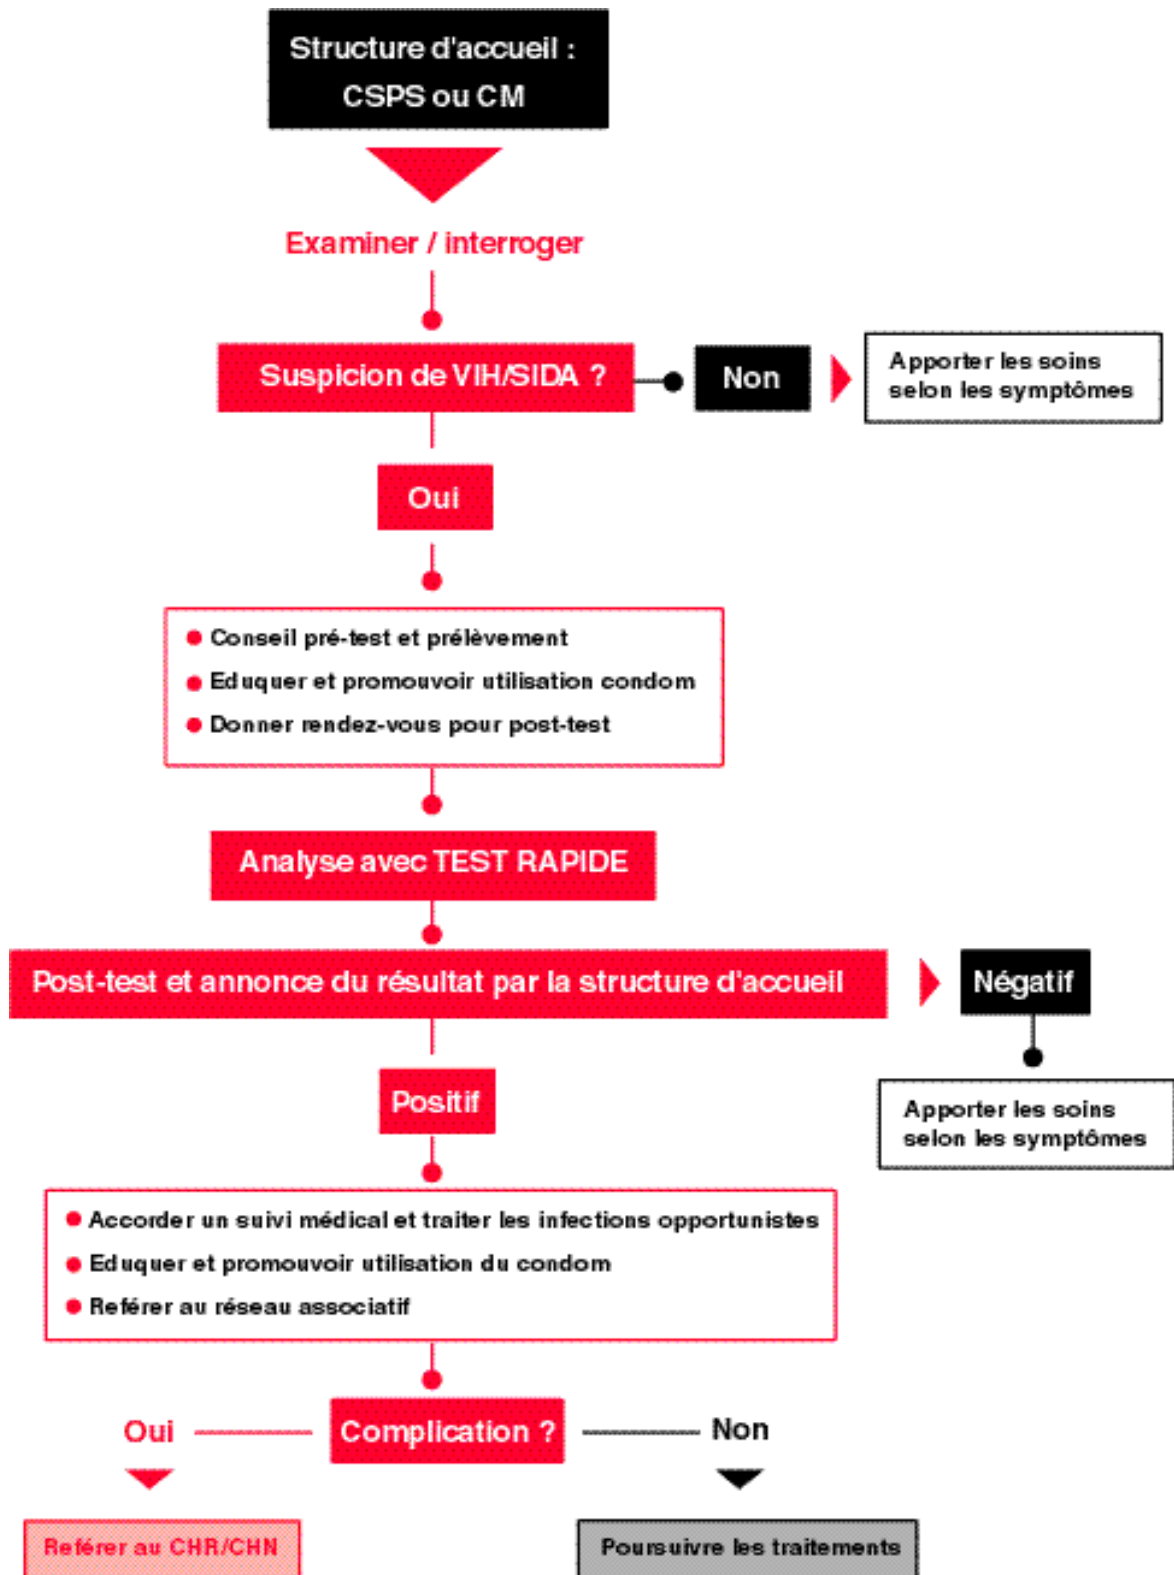 Structure d'accueil :
CSPS ou CM
Examiner / interroger
Suspicion de VIH/SIDA ?
Non
Apporter les soins
selon les symptômes
Oui
Conseil pré-test et prélèvement
Eduquer et promouvoir utilisation condom
Donner rendez-vous pour post-test
Analyse avec TEST RAPIDE
Post-test et annonce du résultat par la structure d'accueil
Négatif
Apporter les soins
selon les symptômes
Positif
Accorder un suivi médical et traiter les infections opportunistes
Eduquer et promouvoir utilisation du condom
Reférer au réseau associatif
Complication ?
Oui
Non
Reférer au CHR/CHN
Poursuivre les traitements